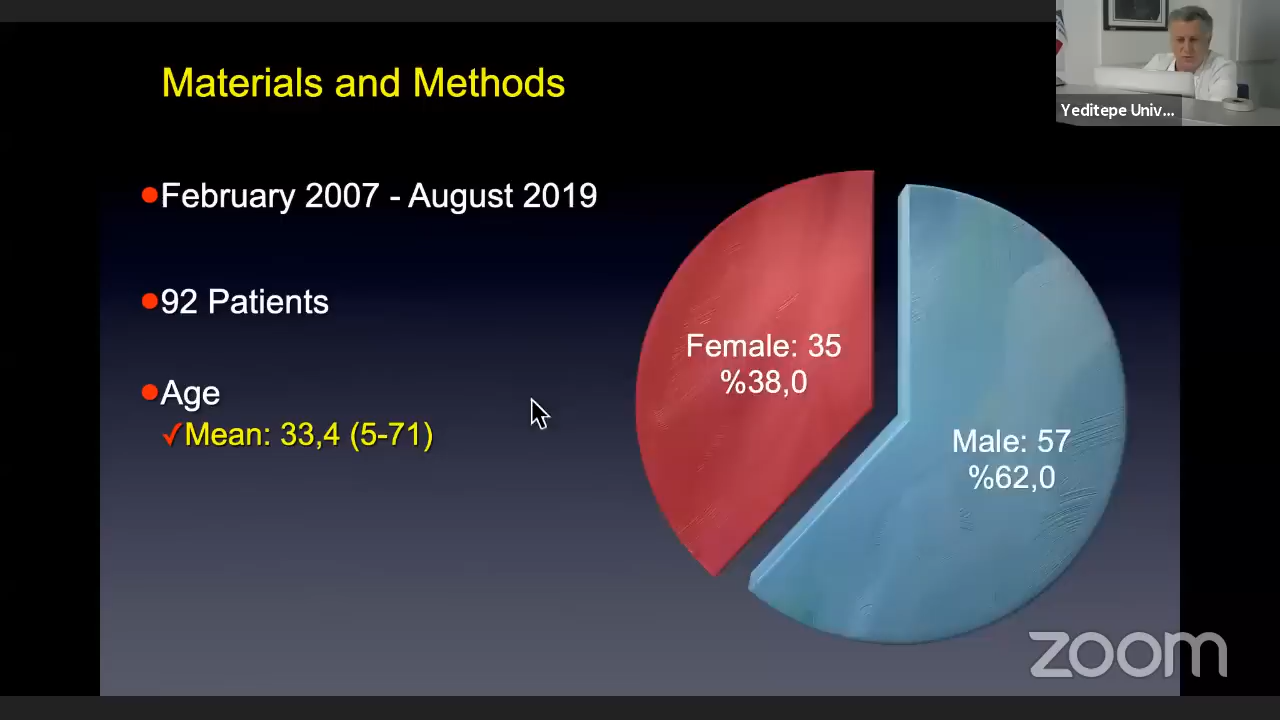 Materials and Methods
Yeditepe Univ...
February 2007 - August 2019
92 Patients
Age
✓Mean: 33,4 (5-71)
Female: 35
%38,0
Male: 57
%62,0
zoom